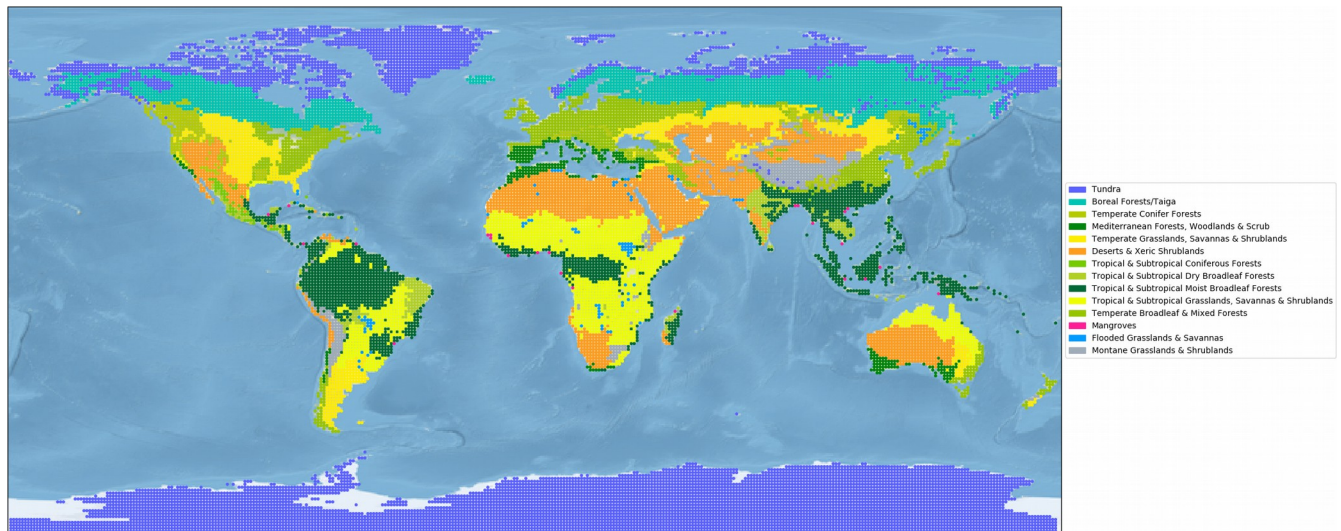 Tundra
Boreal Forests/Taiga
Temperate Conifer Forests
Mediterranean Forests, Woodlands & Scrub
Temperate Grasslands, Savannas & Shrublands
Deserts & Xeric Shrublands
Tropical & Subtropical Coniferous Forests
Tropical & Subtropical Dry Broadleaf Forests
Tropical & Subtropical Moist Broadleaf Forests
Tropical & Subtropical Grasslands, Savannas & Shrublands
Temperate Broadleaf & Mixed Forests
Mangroves
Flooded Grasslands & Savannas
Montane Grasslands & Shrublands